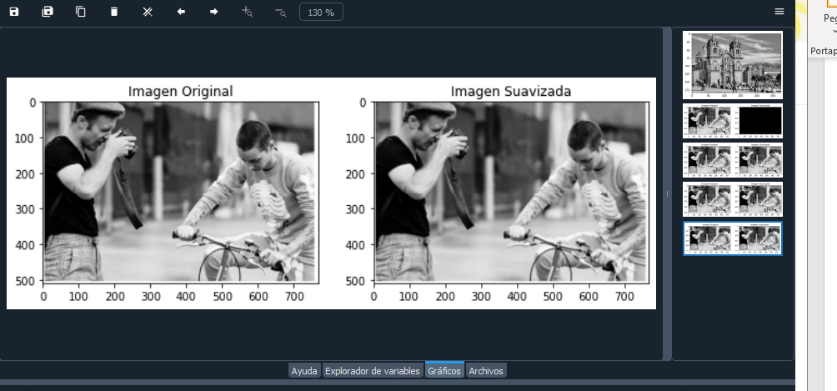 130 %
Peg
Portap
Imagen Original
Imagen Suavizada
0
100
200
300
400
500
0 100 200 300 400 500 600 700
0
100
200
300
400
500
0 100 200 300 400 500 600 700
Ayuda Explorador de variables Gráficos Archivos